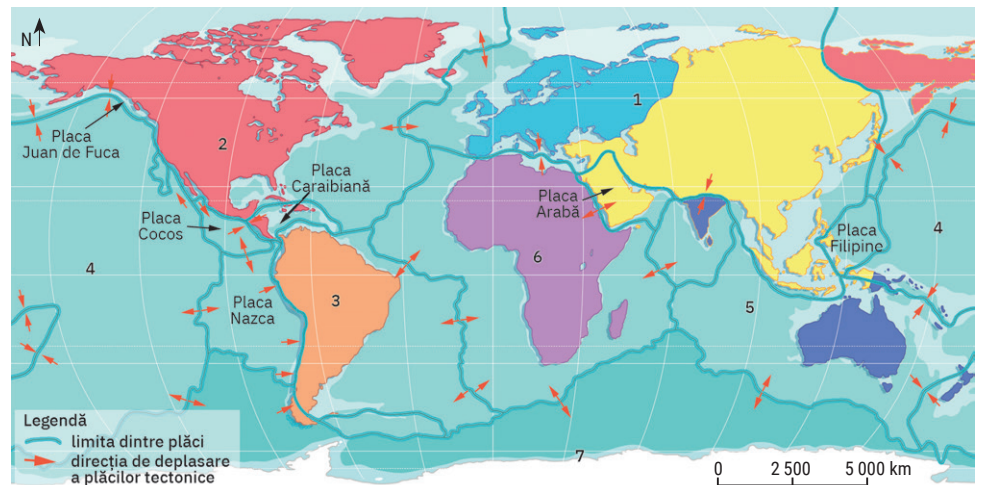 N
1
2
Placa
Juan de Fuca
Placa
Caraibiană
Placa
Arabă
Placa
Cocos
Placa
Filipine
4
4
6
3
5
Placa
Nazca
Legendă
limita dintre plăci
direcția de deplasare
a plăcilor tectonice
7
0 2 500 5 000 km